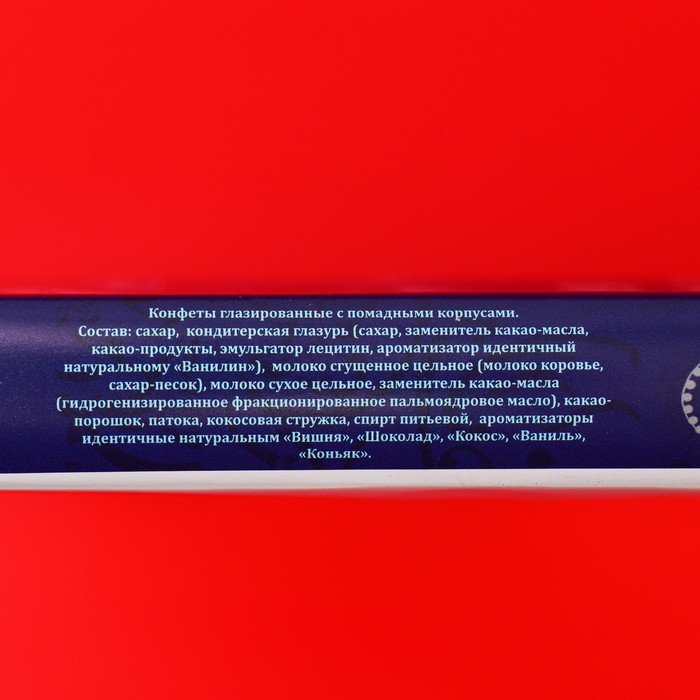 Конфеты глазированные с помадными корпусами.
Состав: сахар, кондитерская глазурь (сахар, заменитель какао-масла,
какао-продукты, эмульгатор лецитин, ароматизатор идентичный
натуральному «Ванилин»), молоко сгущенное цельное (молоко коровье,
сахар-песок), молоко сухое цельное, заменитель какао-масла
(гидрогенизированное фракционированное пальмоядровое масло), какао-
порошок, патока, кокосовая стружка, спирт питьевой, ароматизаторы
идентичные натуральным «Вишня», «Шоколад», «Кокос», «Ваниль»,
«Коньяк».